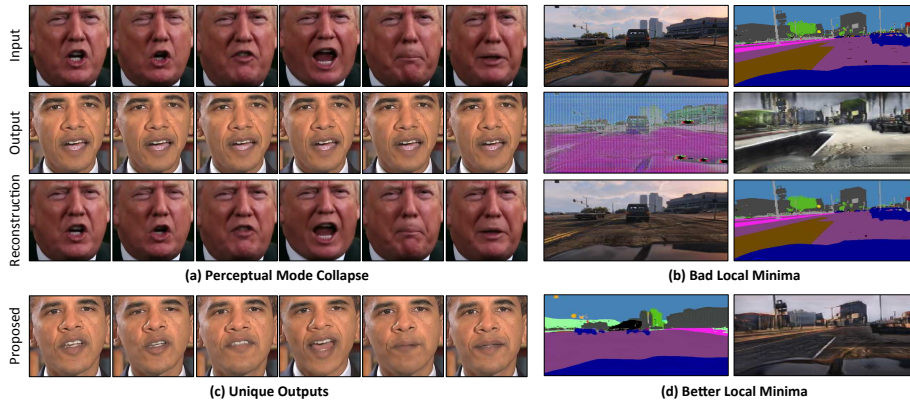 Input
Output
Reconstruction
(a) Perceptual Mode Collapse
(b) Bad Local Minima
Proposed
(c) Unique Outputs
(d) Better Local Minima